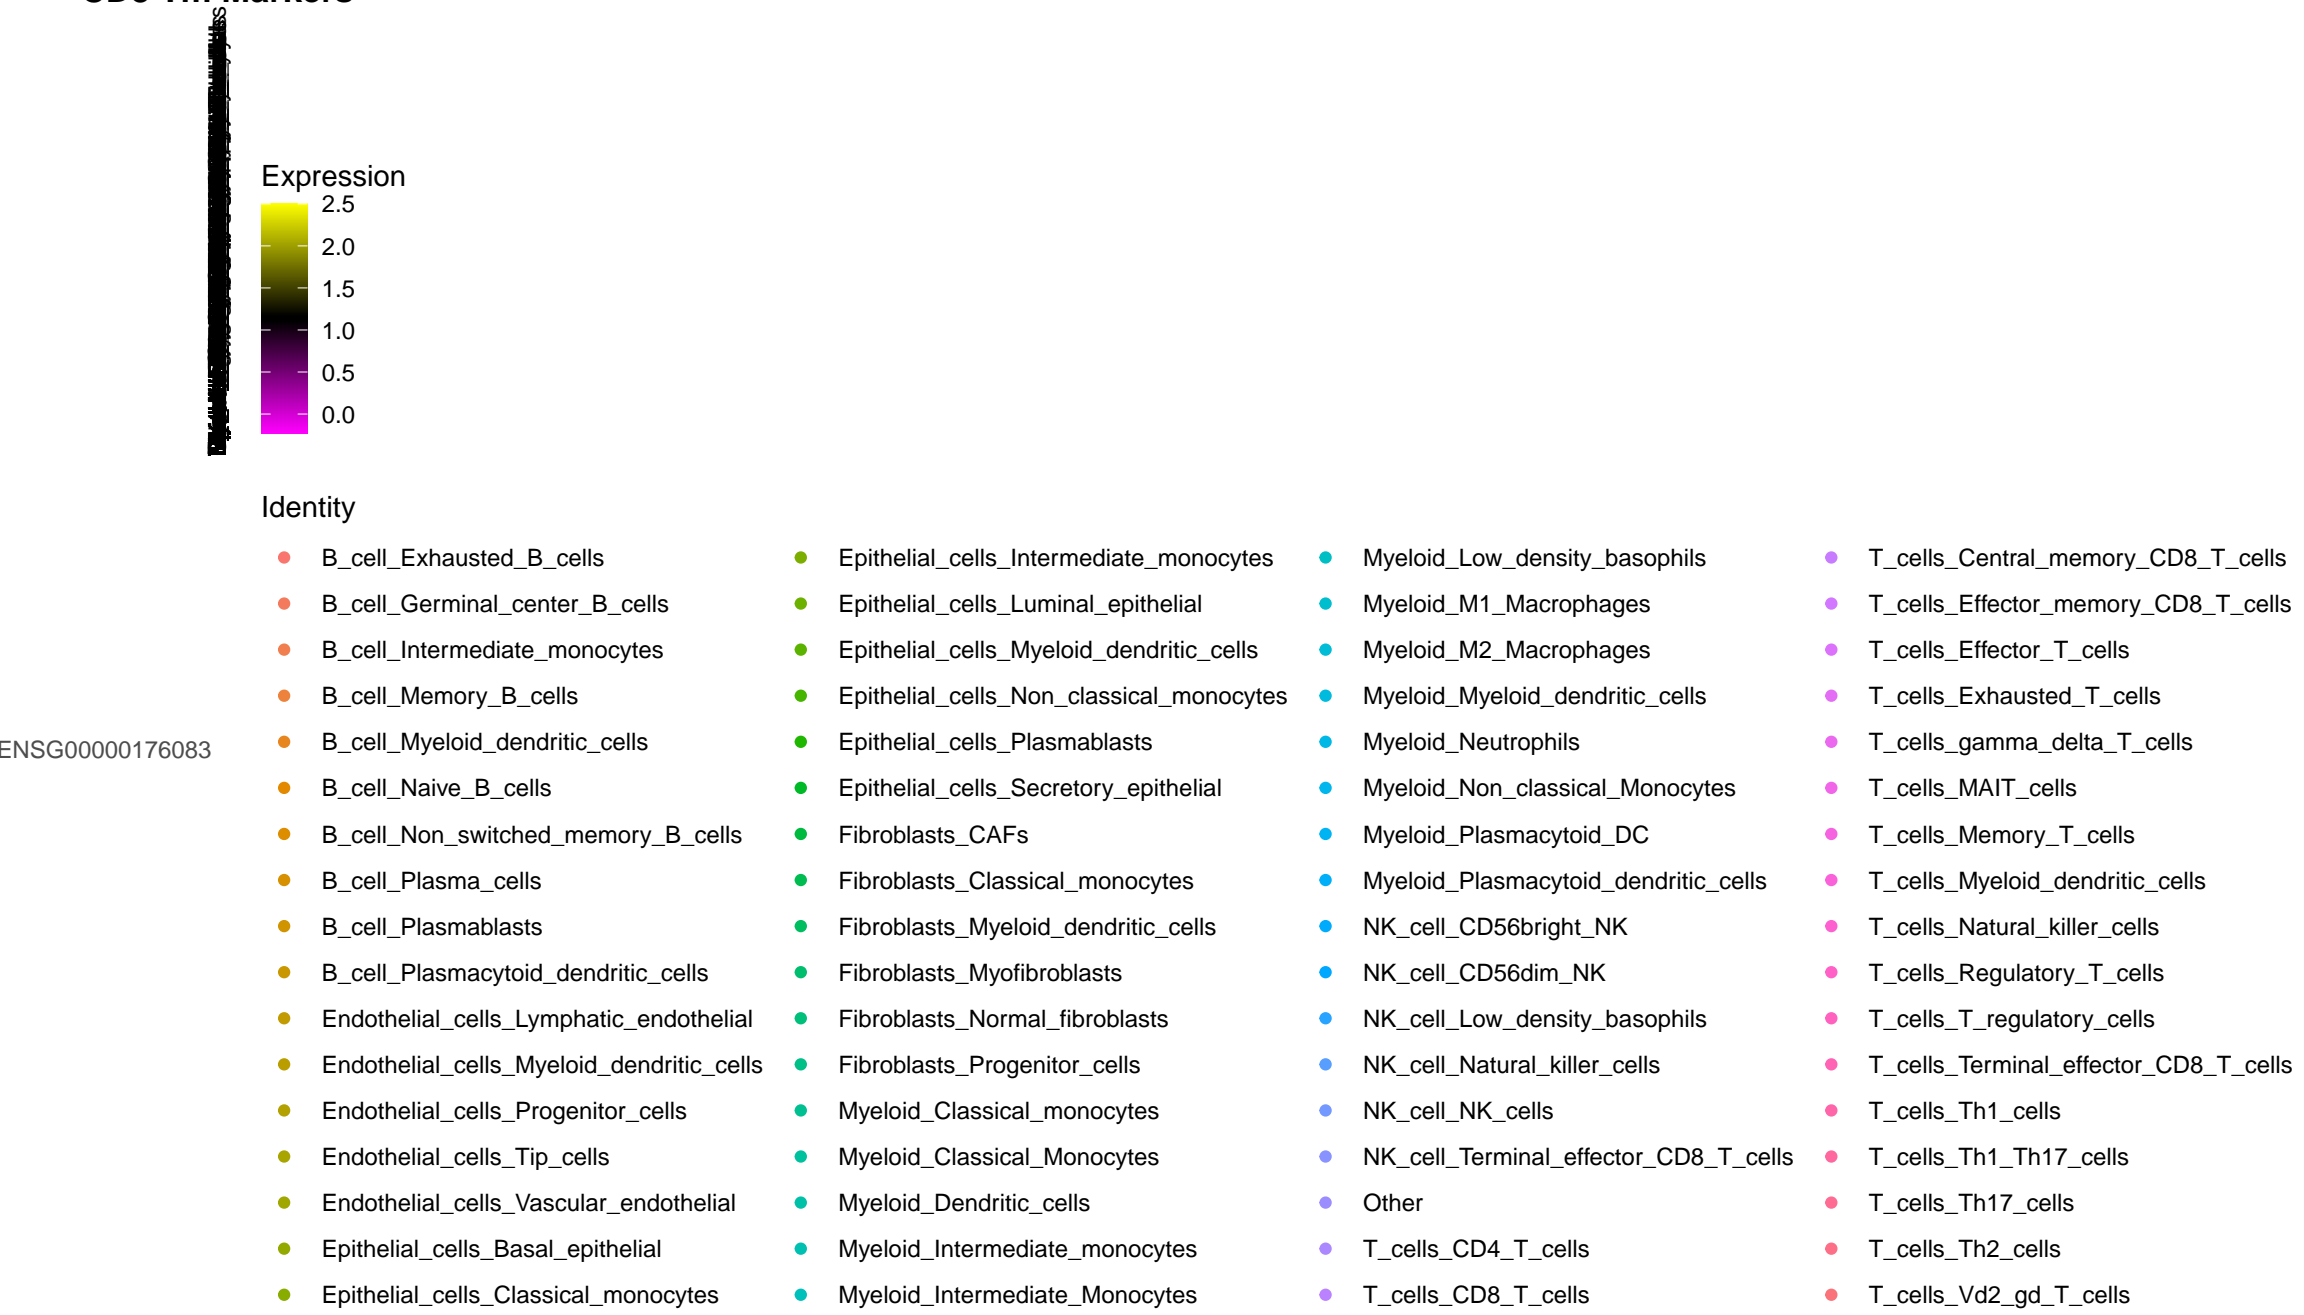 Expression
2.5
2.0
1.5
1.0
0.5
0.0
Identity
B_cell_Exhausted_B_cells
B_cell_Germinal_center_B_cells
B_cell_Intermediate_monocytes
B_cell_Memory_B_cells
B_cell_Myeloid_dendritic_cells
B_cell_Naive_B_cells
B_cell_Non_switched_memory_B_cells
B_cell_Plasma_cells
B_cell_Plasmablasts
B_cell_Plasmacytoid_dendritic_cells
Endothelial_cells_Lymphatic_endothelial
Endothelial_cells_Myeloid_dendritic_cells
Endothelial_cells_Progenitor_cells
Endothelial_cells_Tip_cells
Endothelial_cells_Vascular_endothelial
Epithelial_cells_Basal_epithelial
Epithelial_cells_Classical_monocytes
Epithelial_cells_Intermediate_monocytes
Epithelial_cells_Luminal_epithelial
Epithelial_cells_Myeloid_dendritic_cells
Epithelial_cells_Non_classical_monocytes
Epithelial_cells_Plasmablasts
Epithelial_cells_Secretory_epithelial
Fibroblasts_CAFs
Fibroblasts_Classical_monocytes
Fibroblasts_Myeloid_dendritic_cells
Fibroblasts_Myofibroblasts
Fibroblasts_Normal_fibroblasts
Fibroblasts_Progenitor_cells
Myeloid_Classical_monocytes
Myeloid_Classical_Monocytes
Myeloid_Dendritic_cells
Myeloid_Intermediate_monocytes
Myeloid_Intermediate_Monocytes
Myeloid_Low_density_basophils
Myeloid_M1_Macrophages
Myeloid_M2_Macrophages
Myeloid_Myeloid_dendritic_cells
Myeloid_Neutrophils
Myeloid_Non_classical_Monocytes
Myeloid_Plasmacytoid_DC
Myeloid_Plasmacytoid_dendritic_cells
NK_cell_CD56bright_NK
NK_cell_CD56dim_NK
NK_cell_Low_density_basophils
NK_cell_Natural_killer_cells
NK_cell_NK_cells
NK_cell_Terminal_effector_CD8_T_cells
Other
T_cells_CD4_T_cells
T_cells_CD8_T_cells
T_cells_Central_memory_CD8_T_cells
T_cells_Effector_memory_CD8_T_cells
T_cells_Effector_T_cells
T_cells_Exhausted_T_cells
T_cells_gamma_delta_T_cells
T_cells_MAIT_cells
T_cells_Memory_T_cells
T_cells_Myeloid_dendritic_cells
T_cells_Natural_killer_cells
T_cells_Regulatory_T_cells
T_cells_T_regulatory_cells
T_cells_Terminal_effector_CD8_T_cells
T_cells_Th1_cells
T_cells_Th1_Th17_cells
T_cells_Th17_cells
T_cells_Th2_cells
T_cells_Vd2_gd_T_cells
ENSG00000176083